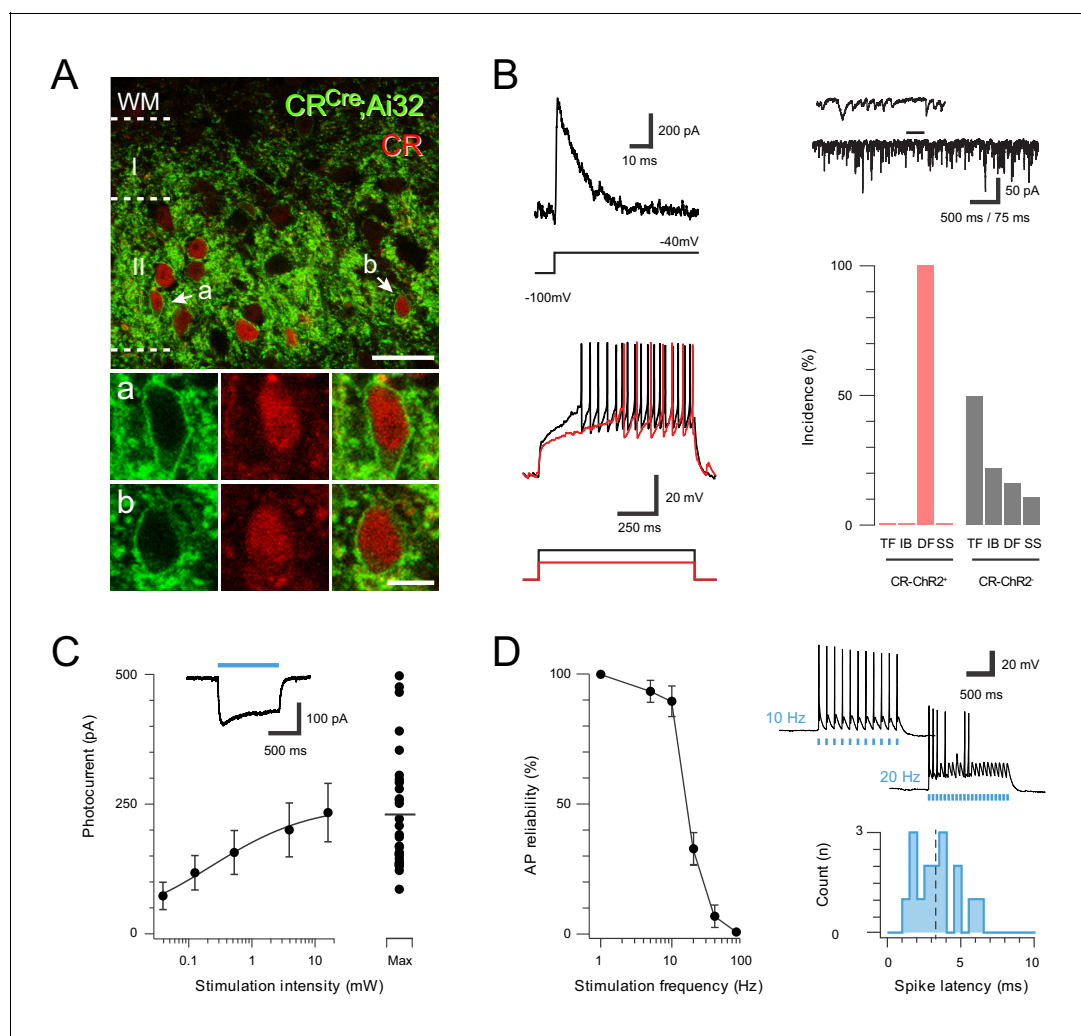 A
WM
CRCre;Ai32
CR
I
II
a
b
a
b
B
200 pA
10 ms
-40mV
-100mV
20 mV
250 ms
50 pA
500 ms / 75 ms
Incidence (%)
100
50
0
TF IB DF SS TF IB DF SS
CR-ChR2+ CR-ChR2-
C
Photocurrent (pA)
500
250
0
100 pA
500 ms
0.1 1 10 Max
Stimulation intensity (mW)
D
AP reliability (%)
100
50
0
1 10 100
Stimulation frequency (Hz)
20 mV
500 ms
10 Hz
20 Hz
Count (n)
3
0
0 5 10
Spike latency (ms)